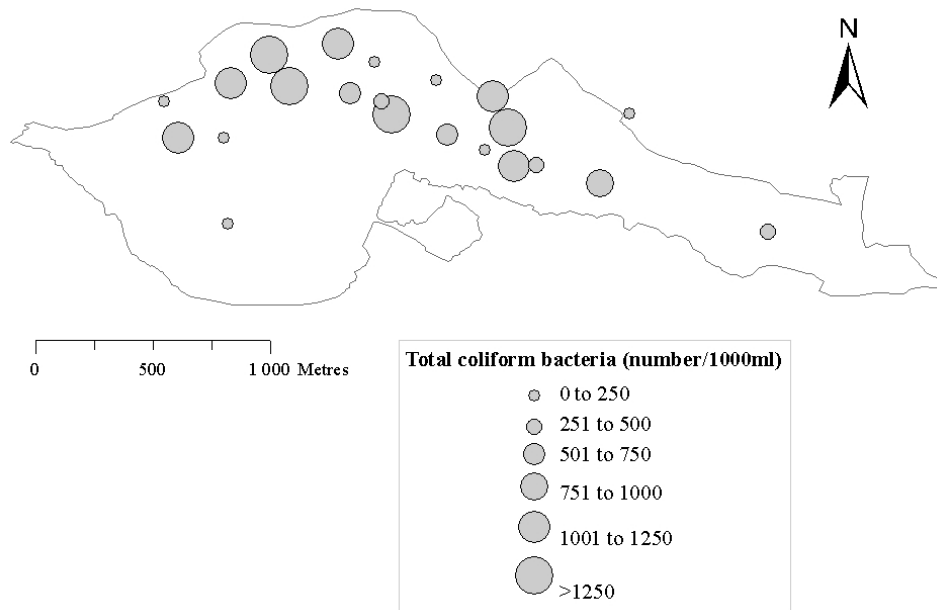 N
0 500 1 000 Metres
Total coliform bacteria (number/1000ml)
0 to 250
251 to 500
501 to 750
751 to 1000
1001 to 1250
>1250